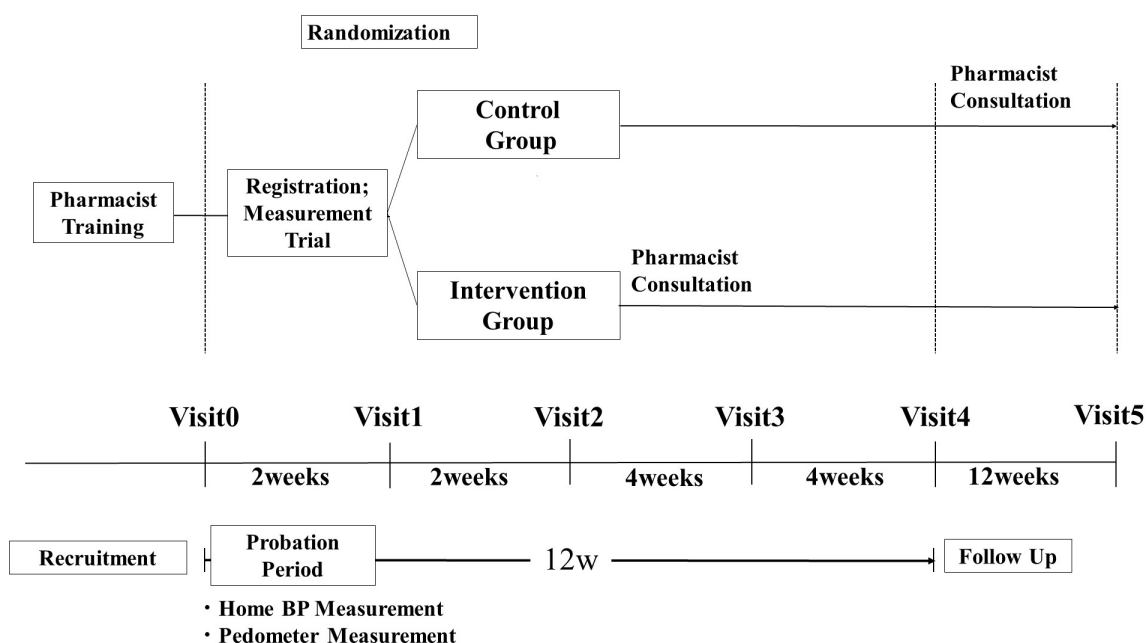 Randomization
Pharmacist
Consultation
Control
Group
Pharmacist
Training
Registration;
Measurement
Trial
Pharmacist
Consultation
Intervention
Group
Visit0 Visit1 Visit2 Visit3 Visit4 Visit5
2weeks 2weeks 4weeks 4weeks 12weeks
Recruitment
Probation
Period
12w
Follow Up
・Home BP Measurement
・Pedometer Measurement